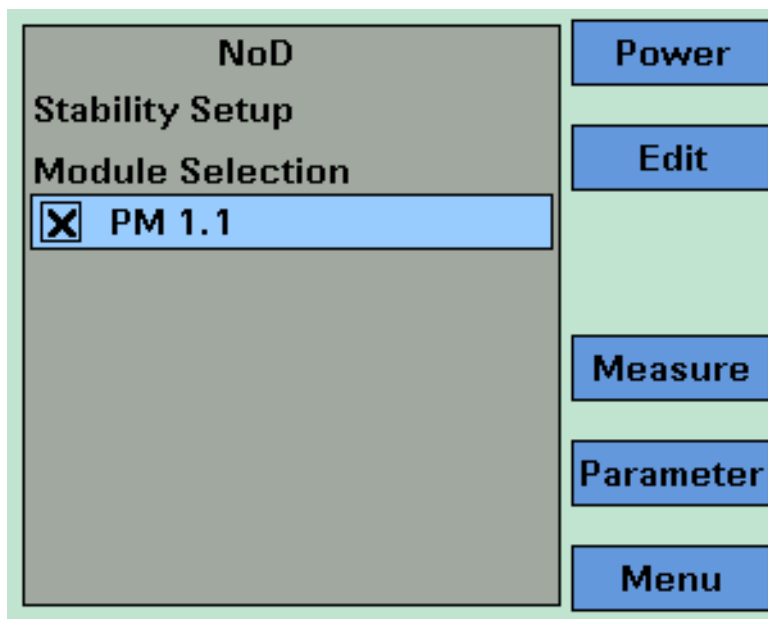 NoD
Stability Setup
Module Selection
PM 1.1
Power
Edit
Measure
Parameter
Menu